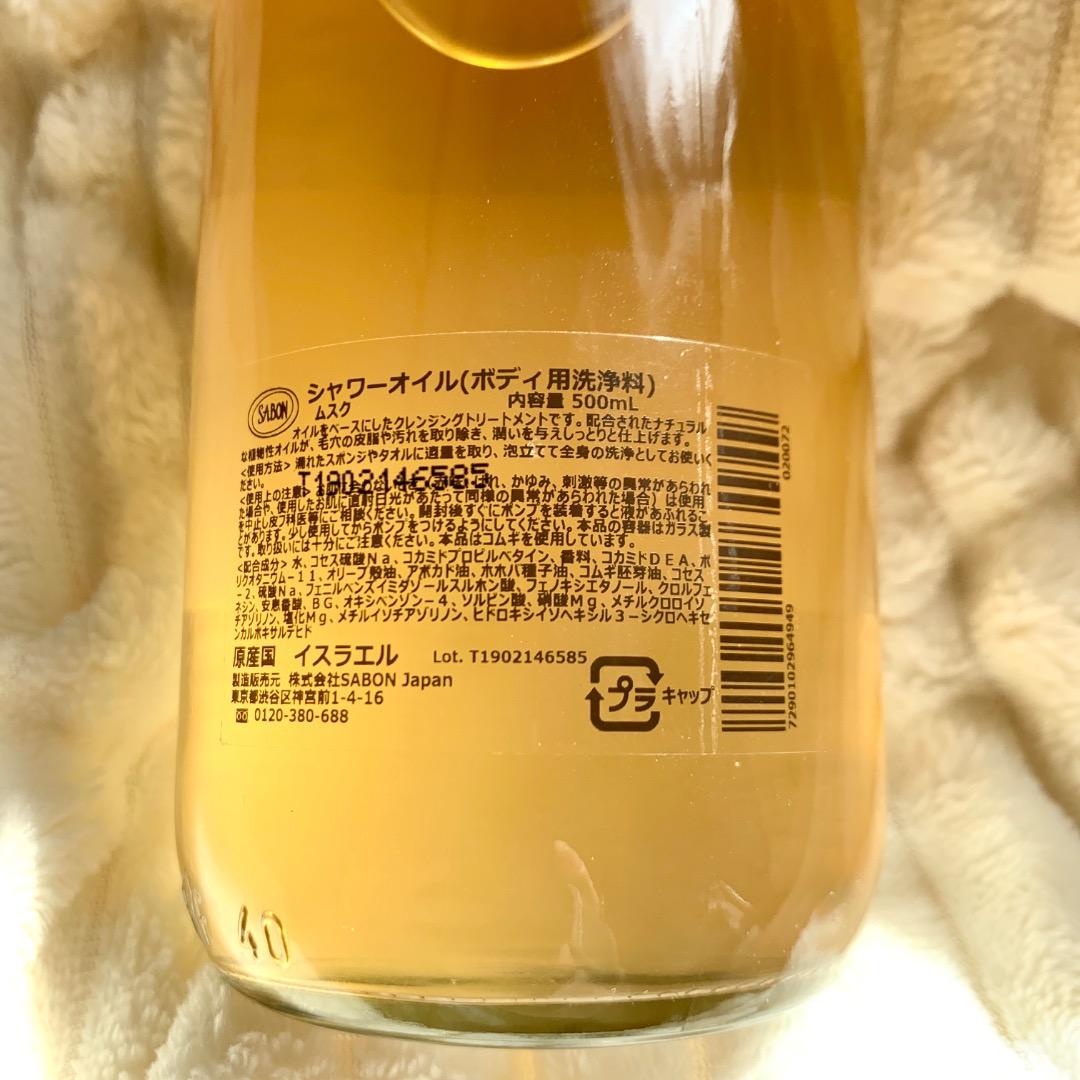 SABON
シャワーオイル(ボディ用洗浄料)
ムスク 内容量 500mL
オイルをベースにしたクレンジングトリートメントです。配合されたナチュラル
な植物性オイルが、毛穴の皮脂や汚れを取り除き、潤いを与えしっとりと仕上げます。
<使用方法> 濡れたスポンジやタオルに適量を取り、泡立てて全身の洗浄としてお使いく
ださい。
T1902146585
<使用上の注意> かゆみ、刺激等の異常があらわれ
た場合や、使用したお肌に直射日光があたって同様の異常があらわれた場合）は使用
を中止し皮フ科医等にご相談ください。開封後すぐにポンプを装着すると液があふれるこ
とがあります。少し使用してからポンプをつけるようにしてください。本品の容器はガラス製
です。取り扱いには十分にご注意ください。本品はコムギを使用しています。
<配合成分> 水、コセス硫酸Ｎａ、コカミドプロピルベタイン、香料、コカミドＤＥＡ、ポ
リクオタニウム－１１、オリーブ殻油、アボカド油、ホホバ種子油、コムギ胚芽油、コセス
－２、硫酸Ｎａ、フェニルベンズイミダゾールスルホン酸、フェノキシエタノール、クロルフェ
ネシン、安息香酸、ＢＧ、オキシベンゾン－４、ソルビン酸、硝酸Ｍｇ、メチルクロロイソ
チアゾリノン、塩化Ｍｇ、メチルイソチアゾリノン、ヒドロキシイソヘキシル３－シクロヘキセ
ンカルボキサルデヒド
原産国 イスラエル Lot. T1902146585
製造販売元 株式会社SABON Japan
東京都渋谷区神宮前1-4-16
0120-380-688
プラ キャップ
020072
7290102964949
40